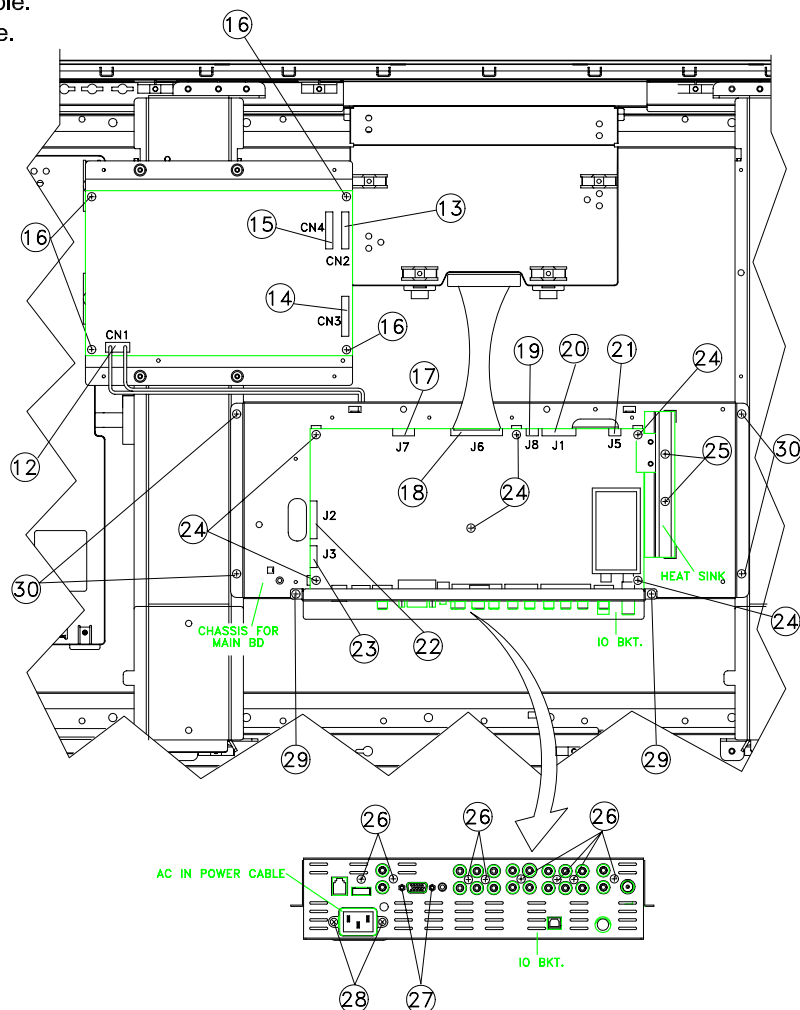 ble.
e.
16
13
15
CN4
CN2
16
14
CN3
CN1
16
19
20
21
24
17
J7
J6
J8
J1
J5
30
12
18
24
25
24
J2
J3
HEAT SINK
30
CHASSIS FOR
MAIN BD
23
22
IO BKT.
24
29
29
26
26
26
AC IN POWER CABLE
IO BKT.
28
27